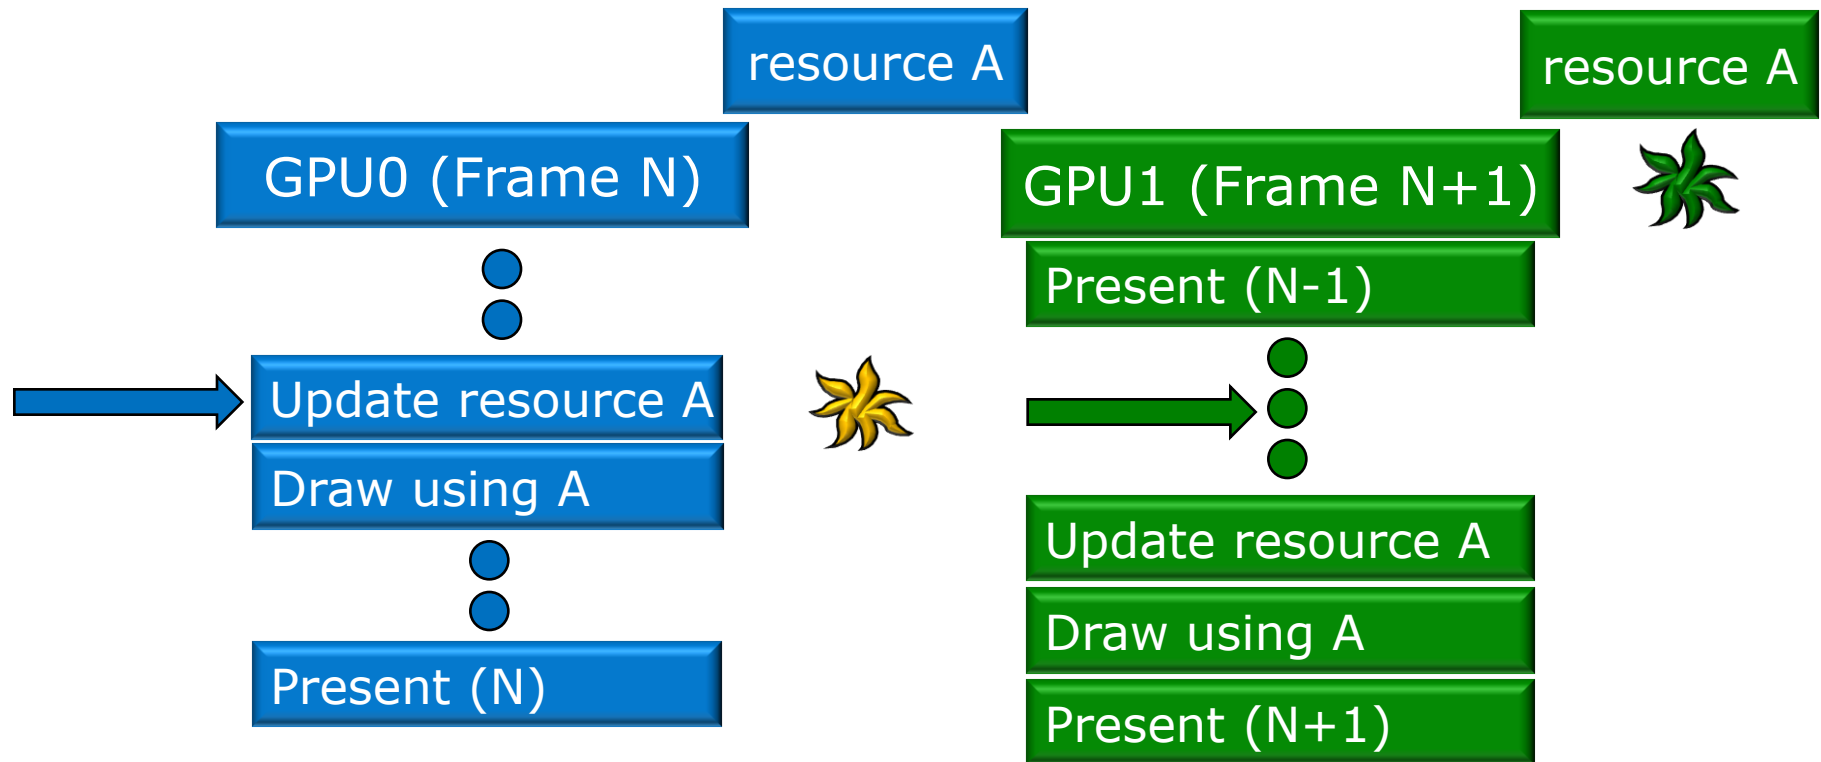 resource A
GPU0 (Frame N)
Update resource A
Draw using A
Present (N)
resource A
GPU1 (Frame N+1)
Present (N-1)
Update resource A
Draw using A
Present (N+1)